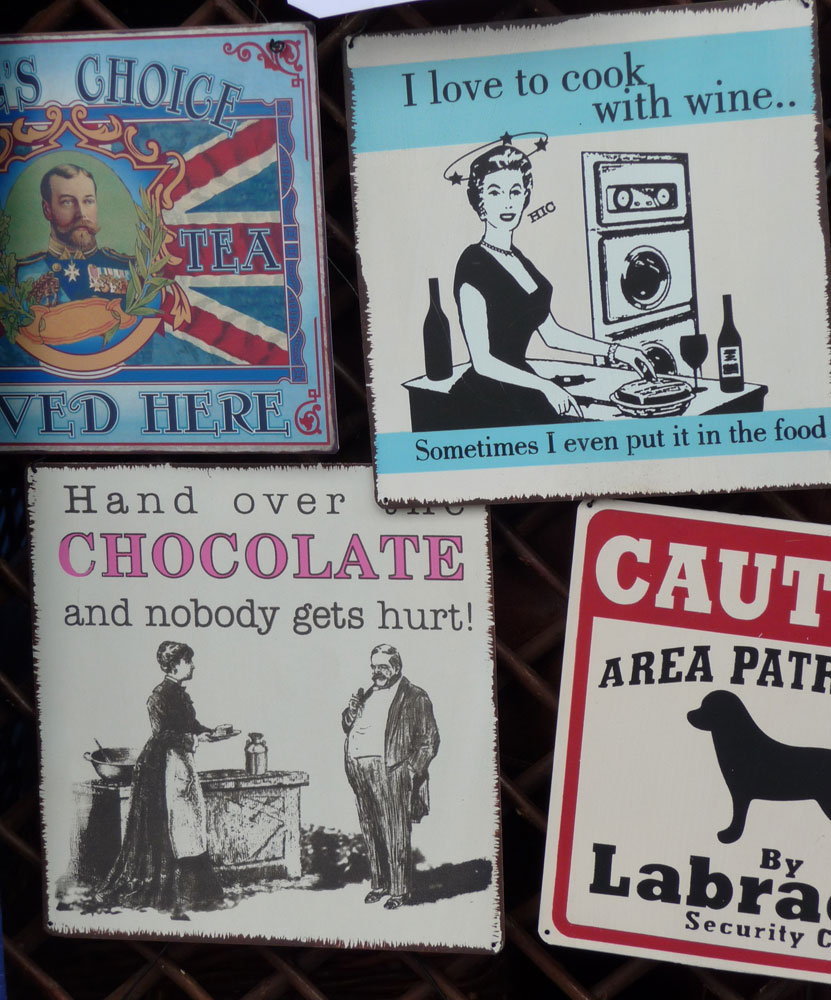 'S CHOICE
TEA
VED HERE
I love to cook
with wine..
HIC
Sometimes I even put it in the food
Hand over the
CHOCOLATE
and nobody gets hurt!
CAUT
AREA PATR
By
Labra
Security C